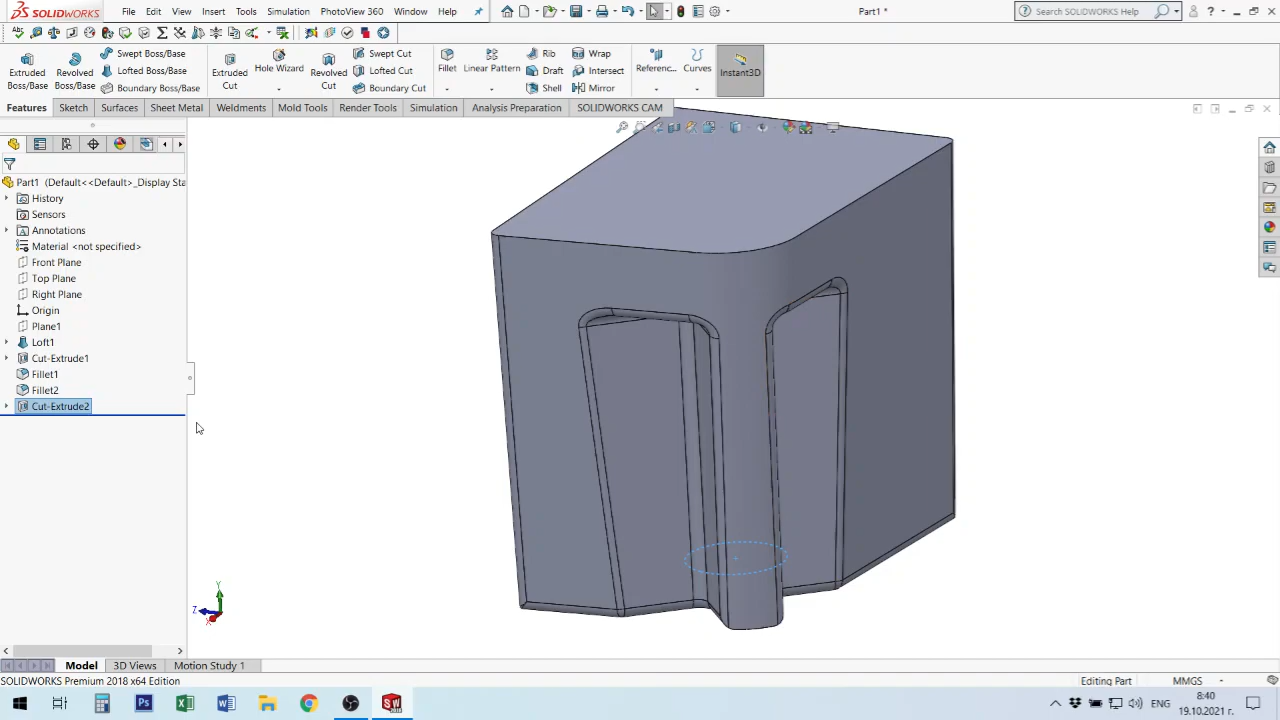 SOLIDWORKS File Edit View Insert Tools Simulation PhotoView 360 Window Help Part1 * Search SOLIDWORKS Help
Extruded Boss/Base
Revolved Boss/Base
Swept Boss/Base
Lofted Boss/Base
Boundary Boss/Base
Extruded Cut
Hole Wizard
Revolved Cut
Swept Cut
Lofted Cut
Boundary Cut
Fillet
Linear Pattern
Rib
Draft
Shell
Wrap
Intersect
Mirror
Referenc...
Curves
Instant3D
Features Sketch Surfaces Sheet Metal Weldments Mold Tools Render Tools Simulation Analysis Preparation SOLIDWORKS CAM
Part1 (Default<<Default>_Display Sta
History
Sensors
Annotations
Material <not specified>
Front Plane
Top Plane
Right Plane
Origin
Plane1
Loft1
Cut-Extrude1
Fillet1
Fillet2
Cut-Extrude2
Y
Z
X
Model 3D Views Motion Study 1
SOLIDWORKS Premium 2018 x64 Edition Editing Part MMGS
Ps SW ENG 8:40
19.10.2021 г.